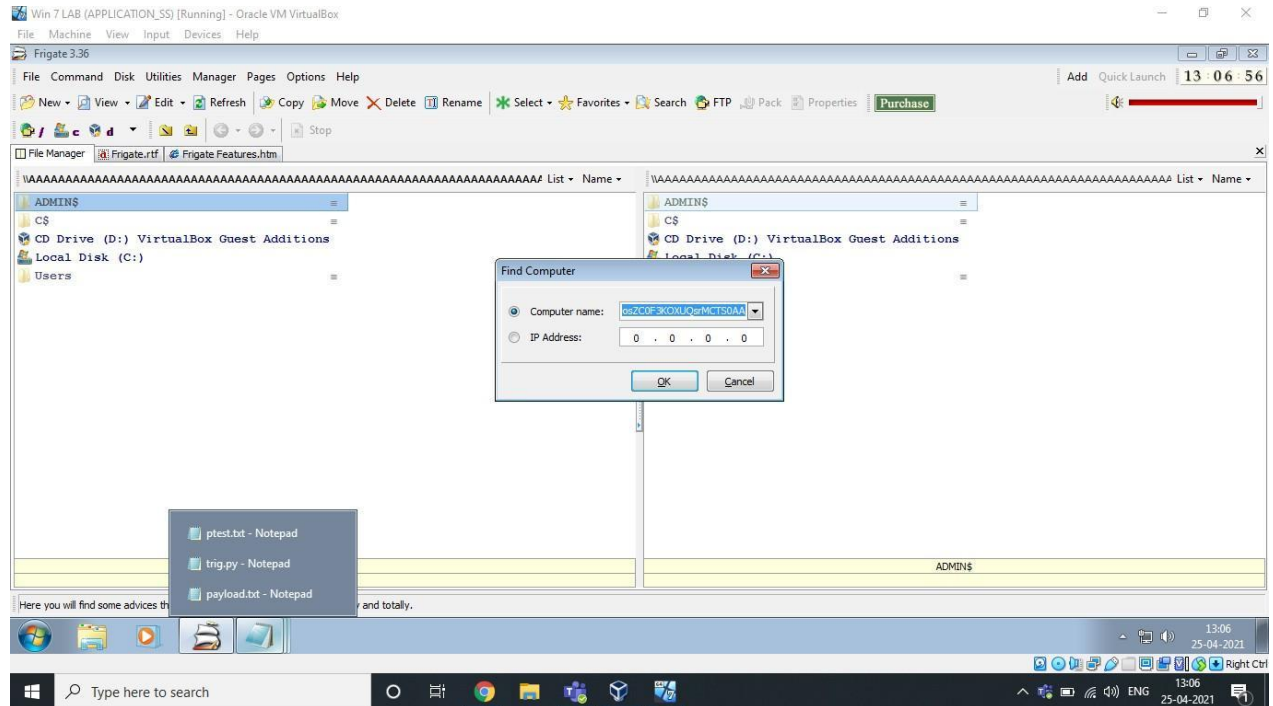 Win 7 LAB (APPLICATION_SS) [Running] - Oracle VM VirtualBox
File Machine View Input Devices Help
Frigate 3.36
File Command Disk Utilities Manager Pages Options Help Add Quick Launch 13:06:56
New View Edit Refresh Copy Move Delete Rename Select Favorites Search FTP Pack Properties Purchase
/ c d Stop
File Manager Frigate.rtf Frigate Features.htm
List Name List Name
ADMIN$ ADMIN$
C$ C$
CD Drive (D:) VirtualBox Guest Additions CD Drive (D:) VirtualBox Guest Additions
Local Disk (C:) Local Disk (C:)
Users
Find Computer
Computer name: osZC0F3KOXUQsrMCTS0AA
IP Address: 0 . 0 . 0 . 0
OK Cancel
ptest.txt - Notepad
trig.py - Notepad
payload.txt - Notepad
ADMIN$
Here you will find some advices th and totally.
13:06
25-04-2021
Right Ctrl
Type here to search ENG 13:06
25-04-2021